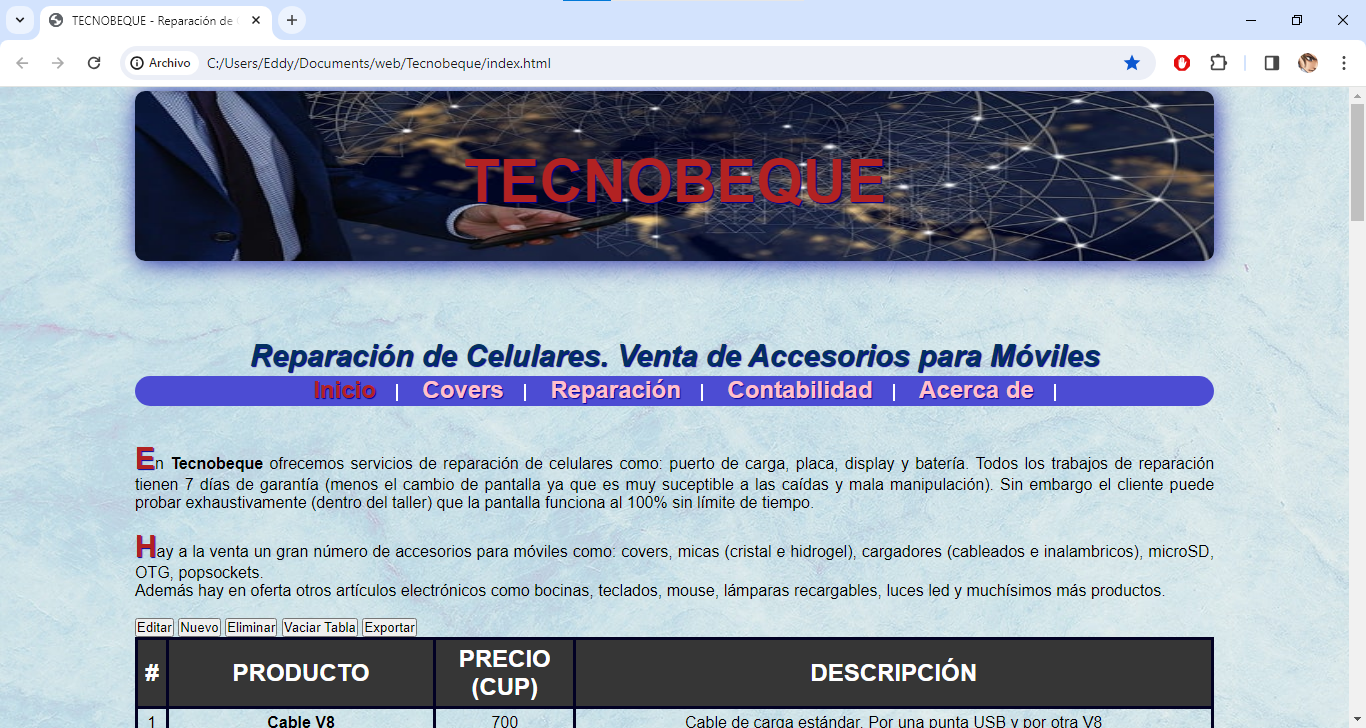 TECNOBEQUE - Reparación de
Archivo
C:/Users/Eddy/Documents/web/Tecnobeque/index.html
TECNOBEQUE
Reparación de Celulares. Venta de Accesorios para Móviles
Inicio | Covers | Reparación | Contabilidad | Acerca de |
En Tecnobeque ofrecemos servicios de reparación de celulares como: puerto de carga, placa, display y batería. Todos los trabajos de reparación
tienen 7 días de garantía (menos el cambio de pantalla ya que es muy suceptible a las caídas y mala manipulación). Sin embargo el cliente puede
probar exhaustivamente (dentro del taller) que la pantalla funciona al 100% sin límite de tiempo.
Hay a la venta un gran número de accesorios para móviles como: covers, micas (cristal e hidrogel), cargadores (cableados e inalambricos), microSD,
OTG, popsockets.
Además hay en oferta otros artículos electrónicos como bocinas, teclados, mouse, lámparas recargables, luces led y muchísimos más productos.
Editar Nuevo Eliminar Vaciar Tabla Exportar
# PRODUCTO PRECIO (CUP) DESCRIPCIÓN
1 Cable V8 700 Cable de carga estándar. Por una punta USB y por otra V8